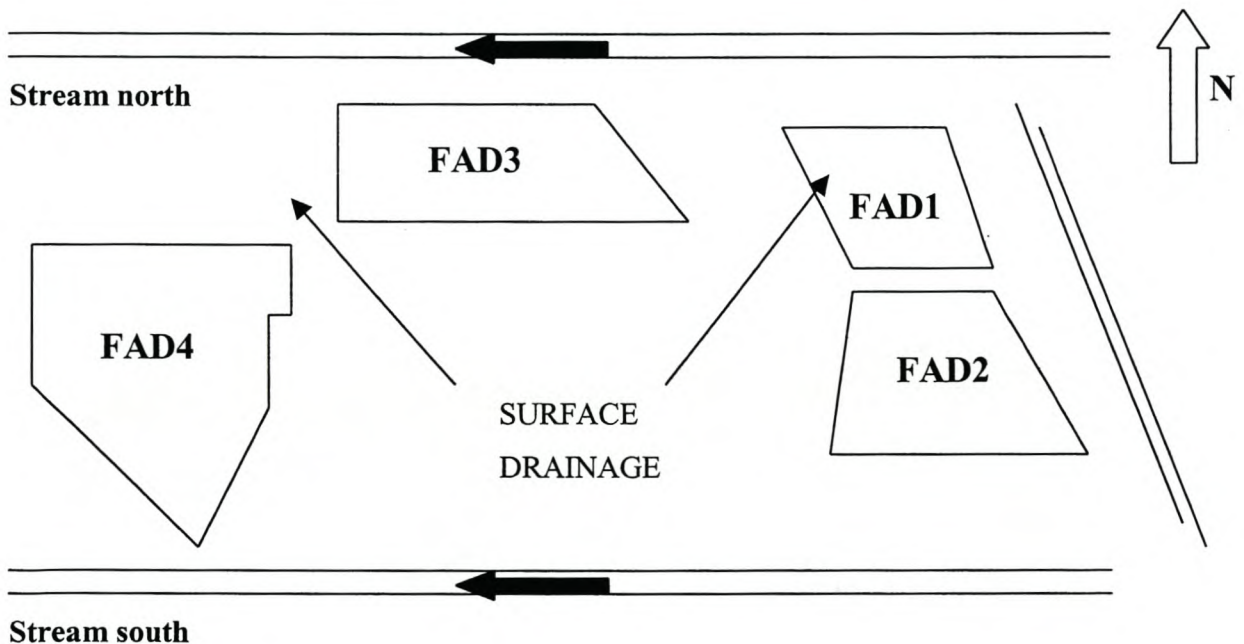 N
Stream north
FAD3
FAD1
FAD4
FAD2
SURFACE
DRAINAGE
Stream south